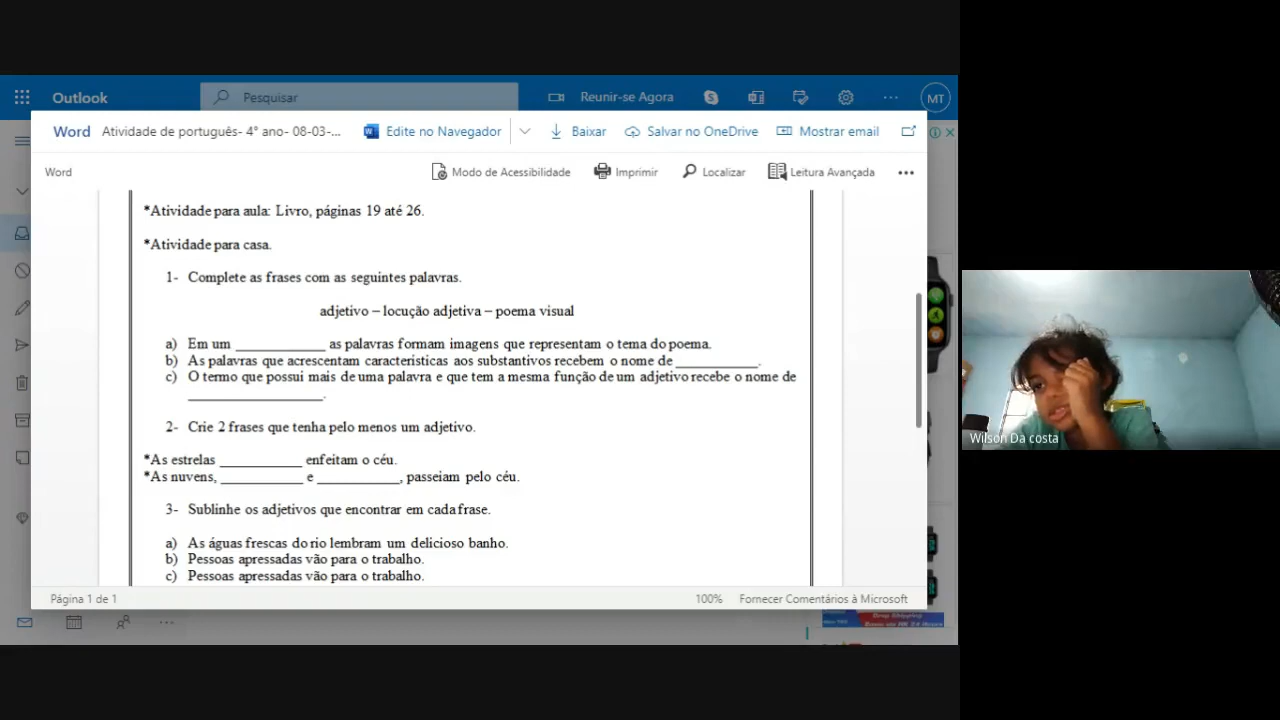 Outlook
Pesquisar
Reunir-se Agora
MT
Word
Atividade de português- 4° ano- 08-03-...
Edite no Navegador
Baixar
Salvar no OneDrive
Mostrar email
Word
Modo de Acessibilidade
Imprimir
Localizar
Leitura Avançada
*Atividade para aula: Livro, páginas 19 até 26.
*Atividade para casa.
1- Complete as frases com as seguintes palavras.
adjetivo – locução adjetiva – poema visual
a) Em um ____________ as palavras formam imagens que representam o tema do poema.
b) As palavras que acrescentam caracteristicas aos substantivos recebem o nome de ___________.
c) O termo que possui mais de uma palavra e que tem a mesma função de um adjetivo recebe o nome de
__________________.
2- Crie 2 frases que tenha pelo menos um adjetivo.
*As estrelas ___________ enfeitam o céu.
*As nuvens, ___________ e ___________, passeiam pelo céu.
3- Sublinhe os adjetivos que encontrar em cada frase.
a) As águas frescas do rio lembram um delicioso banho.
b) Pessoas apressadas vão para o trabalho.
c) Pessoas apressadas vão para o trabalho.
Página 1 de 1
100%
Fornecer Comentários à Microsoft
Wilson Da costa